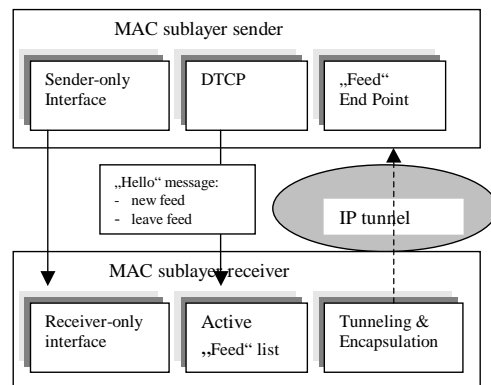 MAC sublayer sender
Sender-only
Interface
DTCP
„Feed“
End Point
„Hello“ message:
- new feed
- leave feed
IP tunnel
MAC sublayer receiver
Receiver-only
interface
Active
„Feed“ list
Tunneling &
Encapsulation